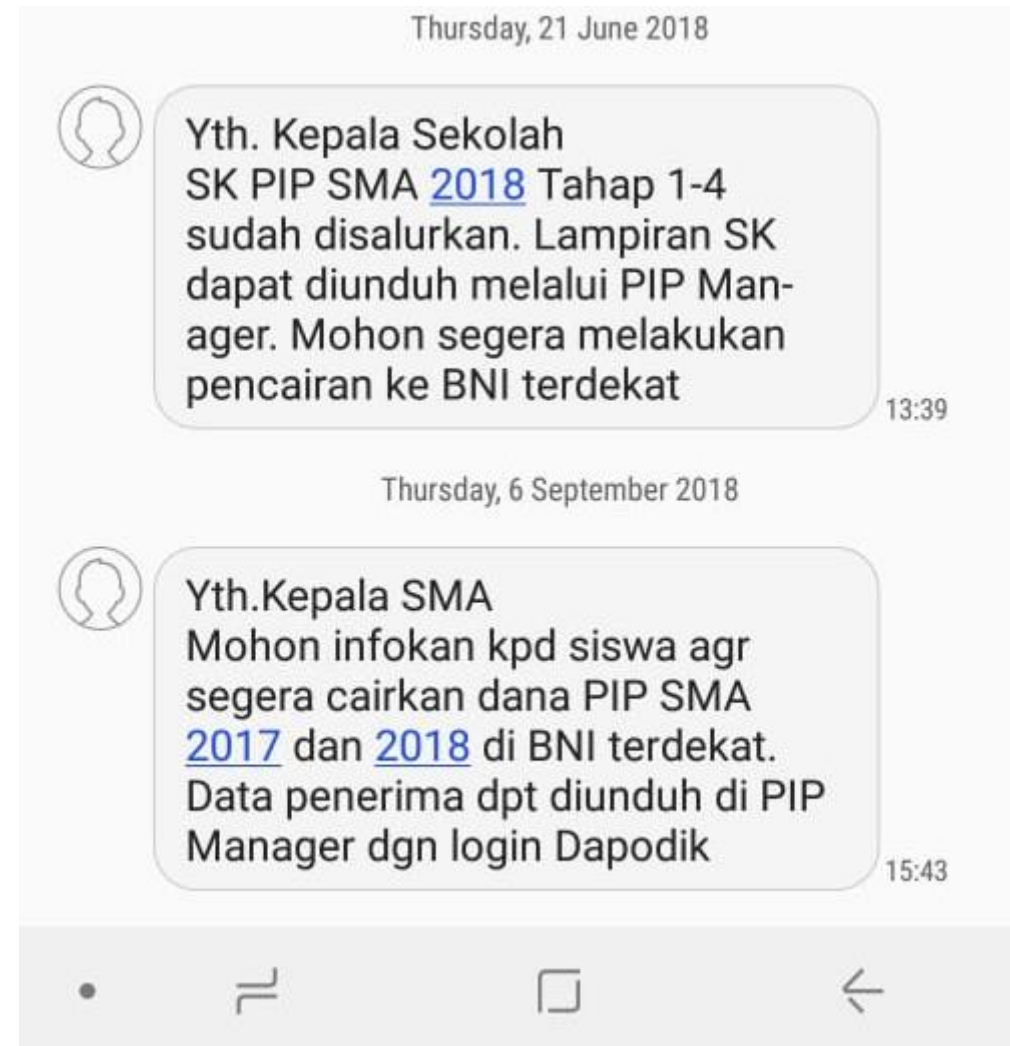 Thursday, 21 June 2018
Yth. Kepala Sekolah
SK PIP SMA 2018 Tahap 1-4
sudah disalurkan. Lampiran SK
dapat diunduh melalui PIP Man-
ager. Mohon segera melakukan
pencairan ke BNI terdekat
13:39
Thursday, 6 September 2018
Yth.Kepala SMA
Mohon infokan kpd siswa agr
segera cairkan dana PIP SMA
2017 dan 2018 di BNI terdekat.
Data penerima dpt diunduh di PIP
Manager dgn login Dapodik
15:43